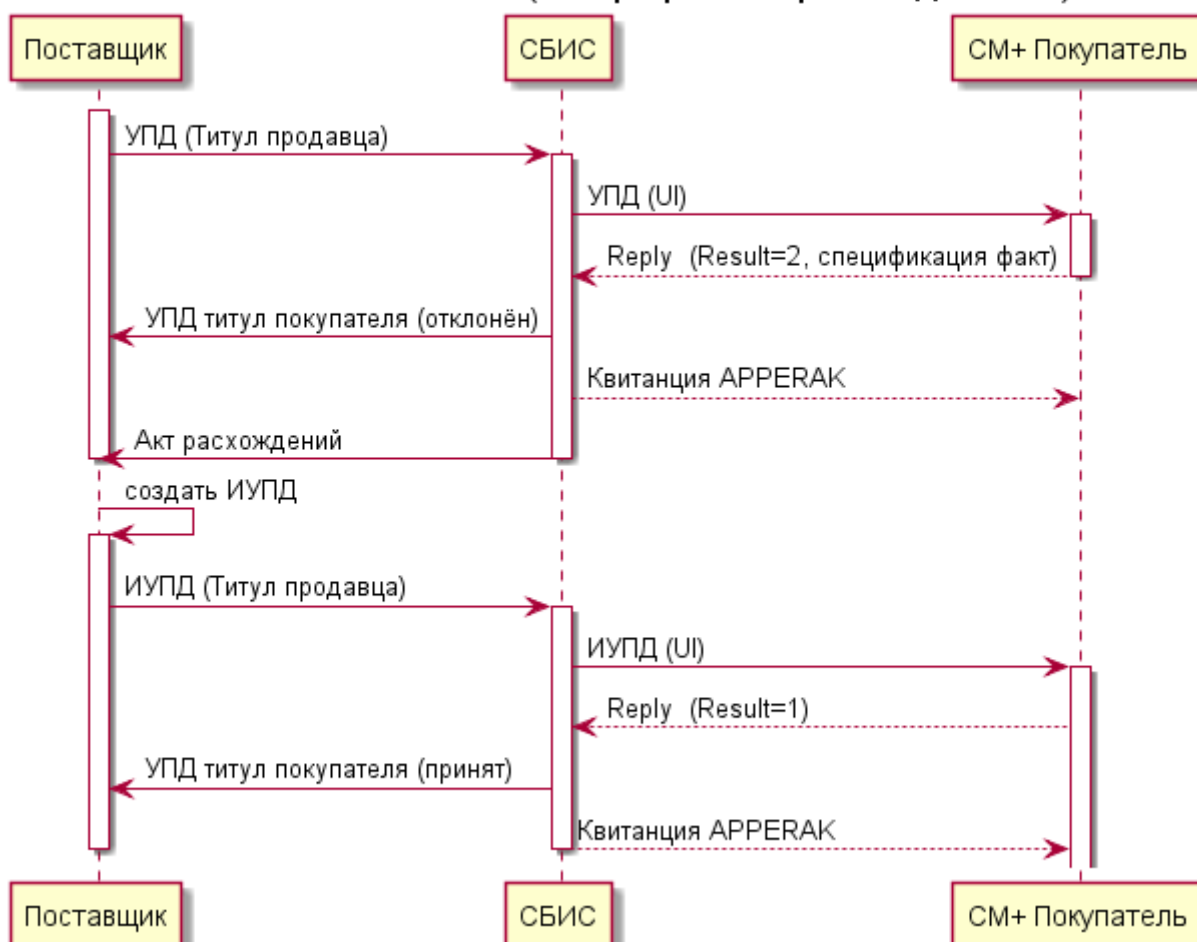 Поставщик
СБИС
СМ+ Покупатель
УПД (Титул продавца)
УПД (UI)
Reply (Result=2, спецификация факт)
УПД титул покупателя (отклонён)
Квитанция APPERAK
Акт расхождений
создать ИУПД
ИУПД (Титул продавца)
ИУПД (UI)
Reply (Result=1)
УПД титул покупателя (принят)
Квитанция APPERAK
Поставщик
СБИС
СМ+ Покупатель